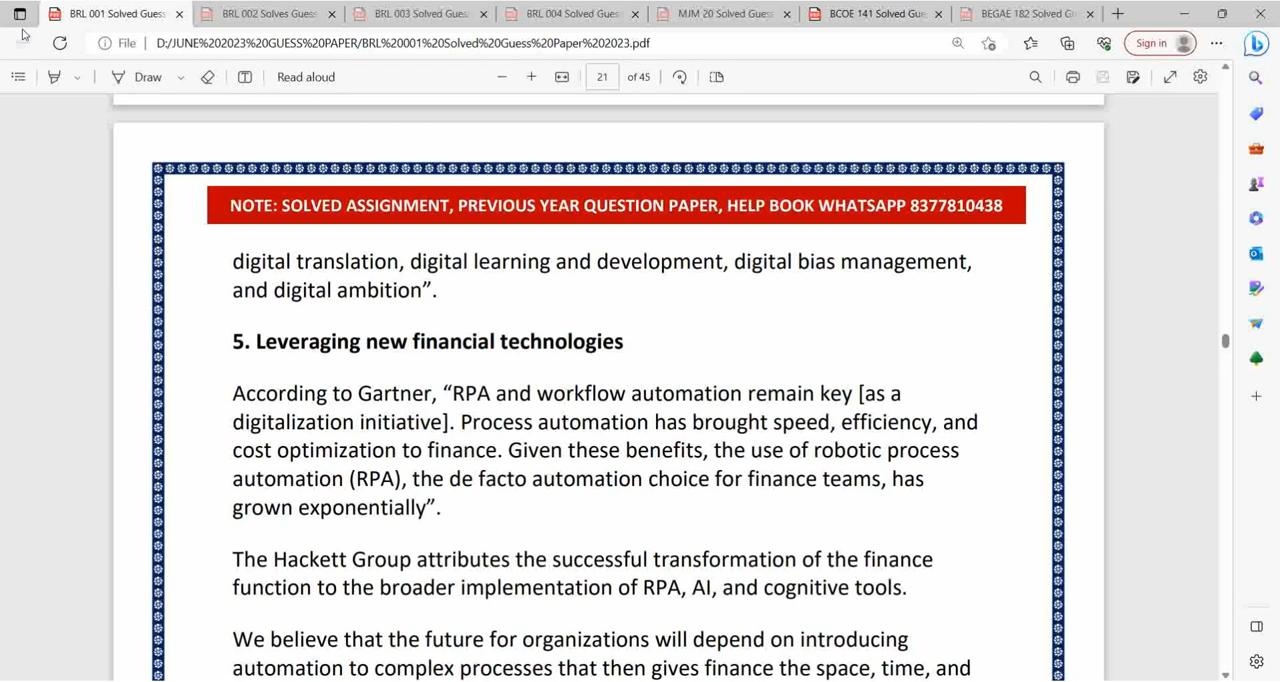 BRL 001 Solved Guess
BRL 002 Solves Guess
BRL 003 Solved Gues
BRL 004 Solved Guess
MJM 20 Solved Guess
BCOE 141 Solved Gu
BEGAE 182 Solved G
File D:/JUNE%202023%20GUESS%20PAPER/BRL%20001%20Solved%20Guess%20Paper%202023.pdf
Sign in
Draw
Read aloud
21 of 45
NOTE: SOLVED ASSIGNMENT, PREVIOUS YEAR QUESTION PAPER, HELP BOOK WHATSAPP 8377810438
digital translation, digital learning and development, digital bias management,
and digital ambition”.
5. Leveraging new financial technologies
According to Gartner, “RPA and workflow automation remain key [as a
digitalization initiative]. Process automation has brought speed, efficiency, and
cost optimization to finance. Given these benefits, the use of robotic process
automation (RPA), the de facto automation choice for finance teams, has
grown exponentially”.
The Hackett Group attributes the successful transformation of the finance
function to the broader implementation of RPA, AI, and cognitive tools.
We believe that the future for organizations will depend on introducing
automation to complex processes that then gives finance the space, time, and